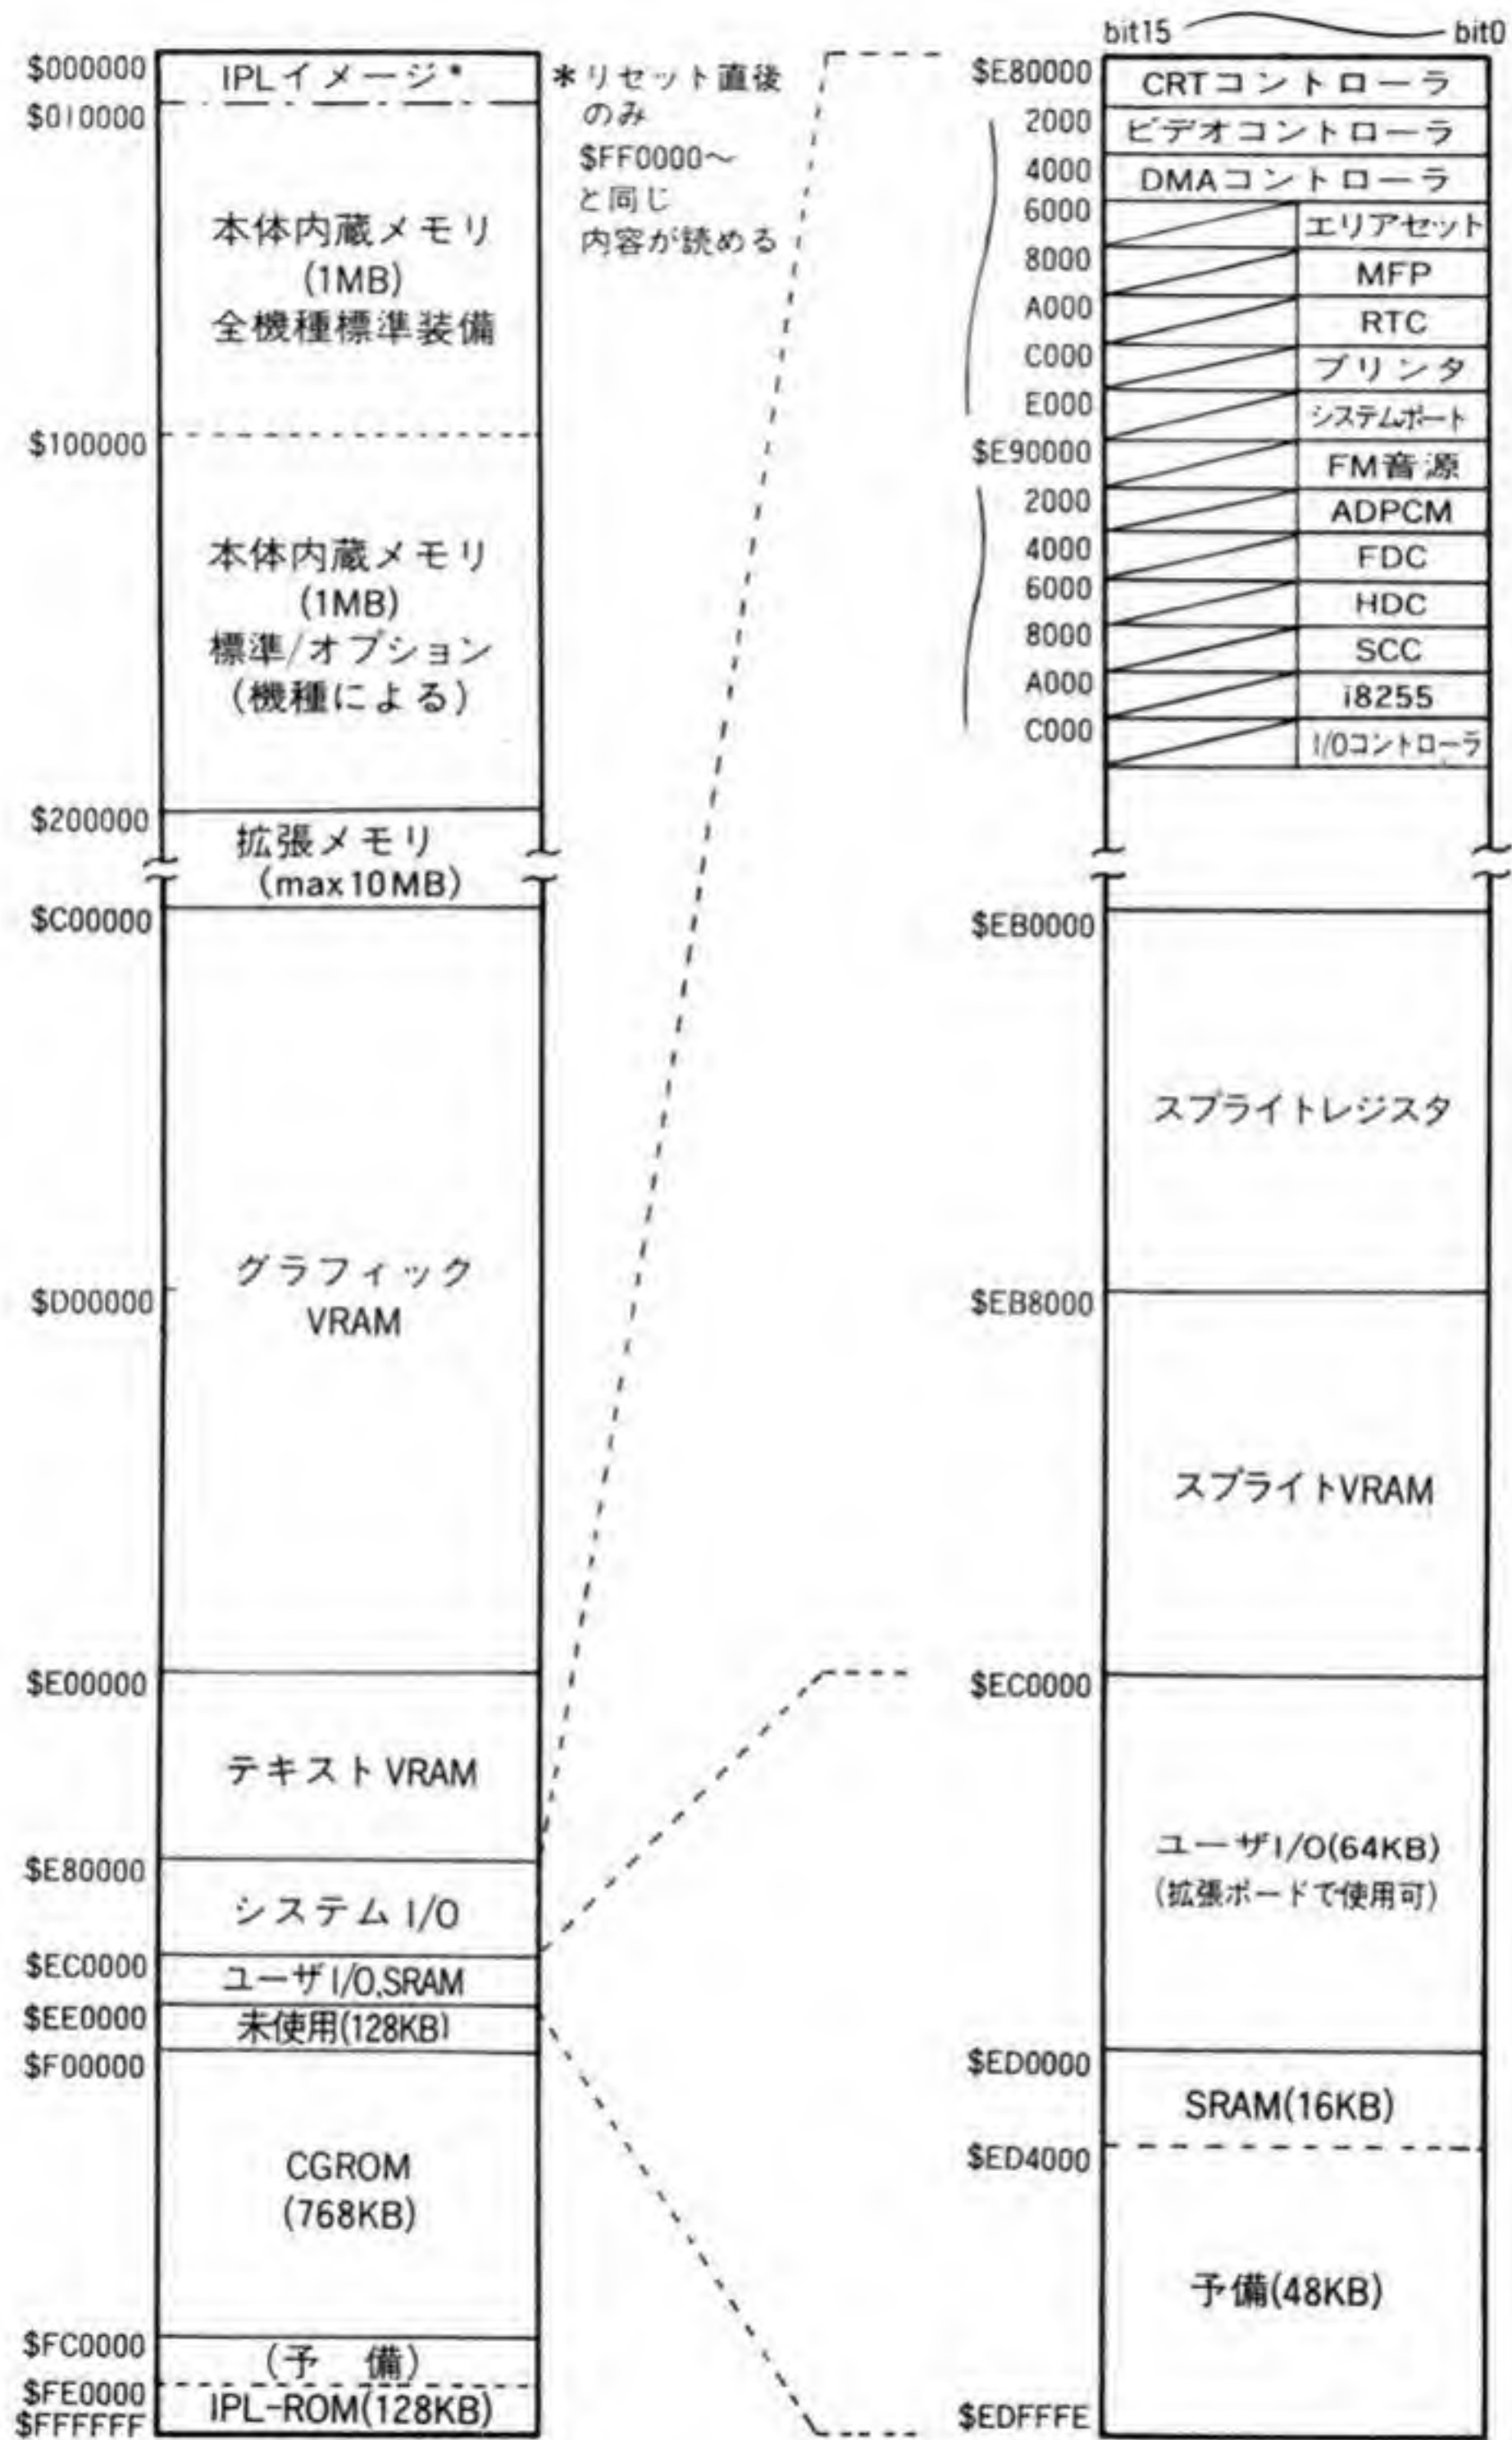 $000000
IPLイメージ*
$010000
*リセット直後
のみ
$FF0000〜
と同じ
内容が読める
本体内蔵メモリ
(1MB)
全機種標準装備
$100000
本体内蔵メモリ
(1MB)
標準/オプション
(機種による)
$200000
拡張メモリ
(max10MB)
$C00000
グラフィック
VRAM
$D00000
$E00000
テキストVRAM
$E80000
システムI/O
$EC0000
ユーザI/O,SRAM
$EE0000
未使用(128KB)
$F00000
CGROM
(768KB)
$FC0000
(予 備)
$FE0000
IPL-ROM(128KB)
$FFFFFF
bit15 bit0
$E80000
CRTコントローラ
2000
ビデオコントローラ
4000
DMAコントローラ
6000
エリアセット
8000
MFP
A000
RTC
C000
プリンタ
E000
システムポート
$E90000
FM音源
2000
ADPCM
4000
FDC
6000
HDC
8000
SCC
A000
i8255
C000
I/Oコントローラ
$EB0000
スプライトレジスタ
$EB8000
スプライトVRAM
$EC0000
ユーザI/O(64KB)
(拡張ボードで使用可)
$ED0000
SRAM(16KB)
$ED4000
予備(48KB)
$EDFFFE